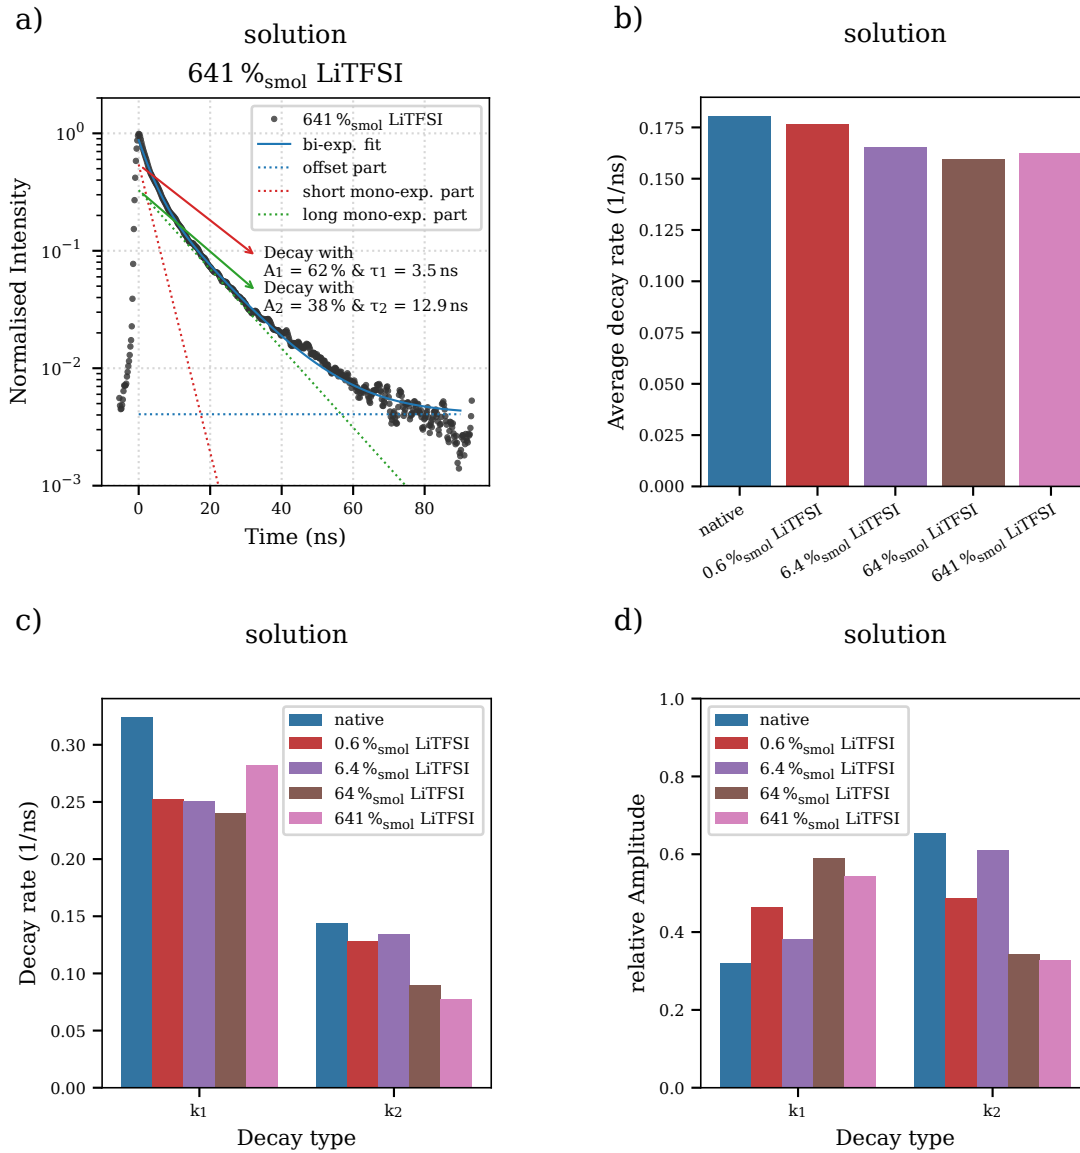 a)
solution
641 %smol LiTFSI
Normalised Intensity
10⁰
10⁻¹
10⁻²
10⁻³
641 %smol LiTFSI
bi-exp. fit
offset part
short mono-exp. part
long mono-exp. part
Decay with
A₁ = 62 % & τ₁ = 3.5 ns
Decay with
A₂ = 38 % & τ₂ = 12.9 ns
0 20 40 60 80
Time (ns)
b)
solution
Average decay rate (1/ns)
0.175
0.150
0.125
0.100
0.075
0.050
0.025
0.000
native
0.6 %smol LiTFSI
6.4 %smol LiTFSI
64 %smol LiTFSI
641 %smol LiTFSI
c)
solution
Decay rate (1/ns)
0.30
0.25
0.20
0.15
0.10
0.05
0.00
native
0.6 %smol LiTFSI
6.4 %smol LiTFSI
64 %smol LiTFSI
641 %smol LiTFSI
k₁ k₂
Decay type
d)
solution
relative Amplitude
1.0
0.8
0.6
0.4
0.2
0.0
native
0.6 %smol LiTFSI
6.4 %smol LiTFSI
64 %smol LiTFSI
641 %smol LiTFSI
k₁ k₂
Decay type